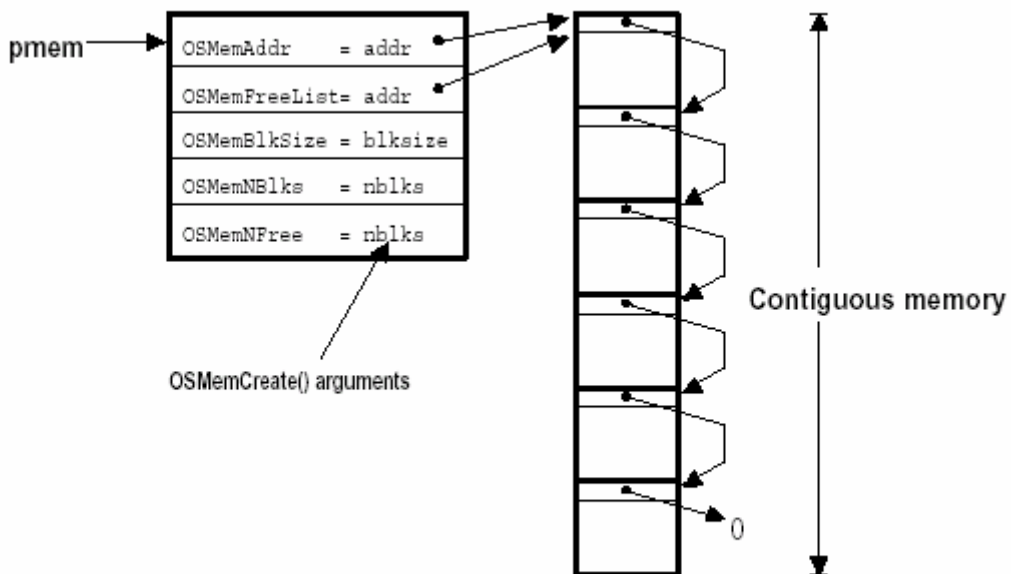 pmem
OSMemAddr = addr
OSMemFreeList= addr
OSMemBlkSize = blksize
OSMemNBlks = nblks
OSMemNFree = nblks
OSMemCreate() arguments
Contiguous memory
0